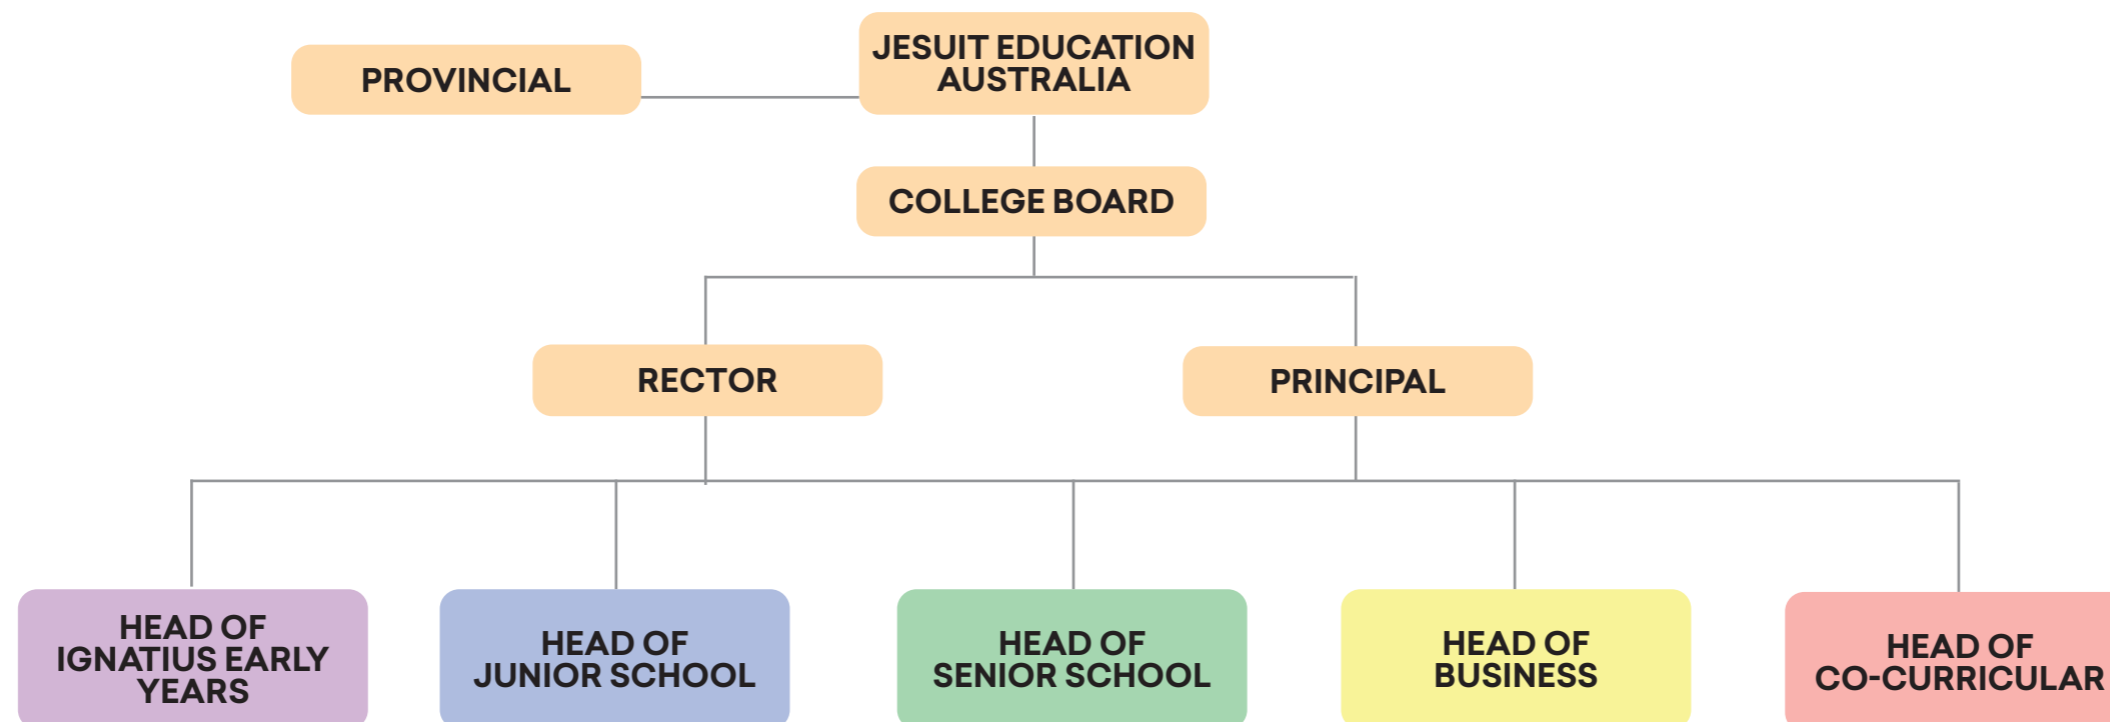 PROVINCIAL
JESUIT EDUCATION
AUSTRALIA
COLLEGE BOARD
RECTOR
PRINCIPAL
HEAD OF
IGNATIUS EARLY
YEARS
HEAD OF
JUNIOR SCHOOL
HEAD OF
SENIOR SCHOOL
HEAD OF
BUSINESS
HEAD OF
CO-CURRICULAR